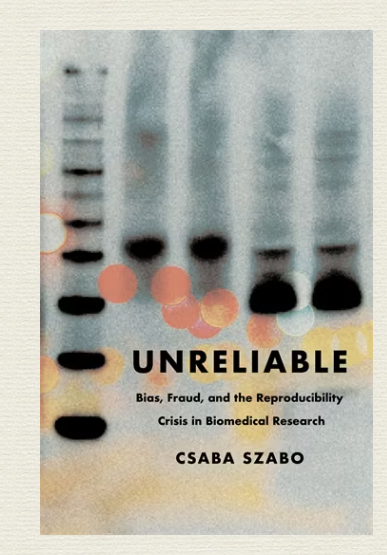 UNRELIABLE
Bias, Fraud, and the Reproducibility
Crisis in Biomedical Research
CSABA SZABO